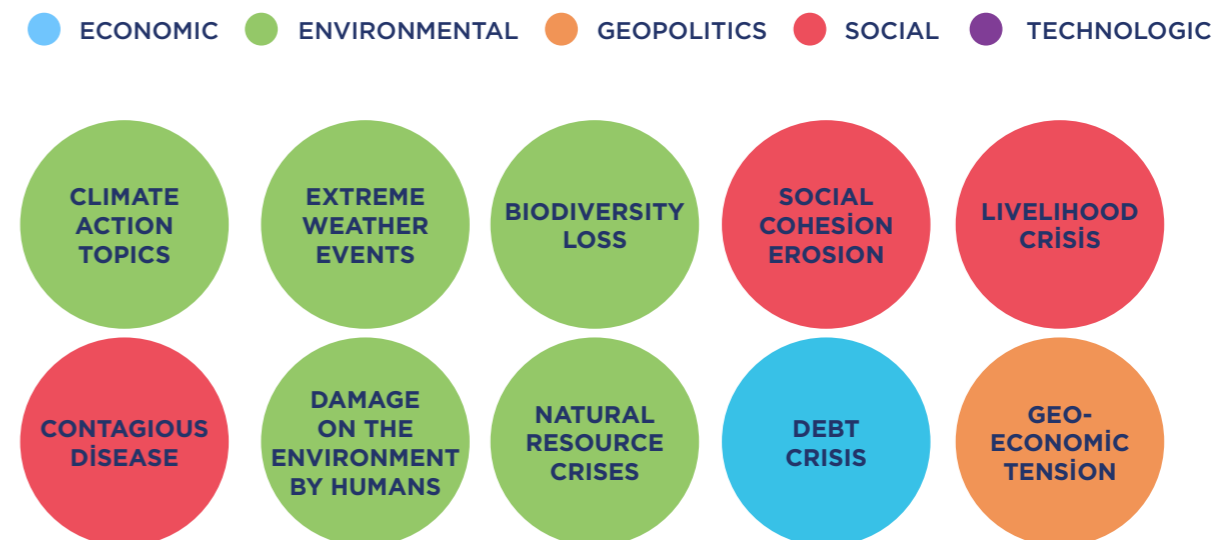 ECONOMIC ENVIRONMENTAL GEOPOLITICS SOCIAL TECHNOLOGIC
CLIMATE
ACTION
TOPICS
EXTREME
WEATHER
EVENTS
BIODIVERSITY
LOSS
SOCIAL
COHESİON
EROSION
LIVELIHOOD
CRİSİS
CONTAGIOUS
DİSEASE
DAMAGE
ON THE
ENVIRONMENT
BY HUMANS
NATURAL
RESOURCE
CRISES
DEBT
CRISIS
GEO-
ECONOMİC
TENSİON